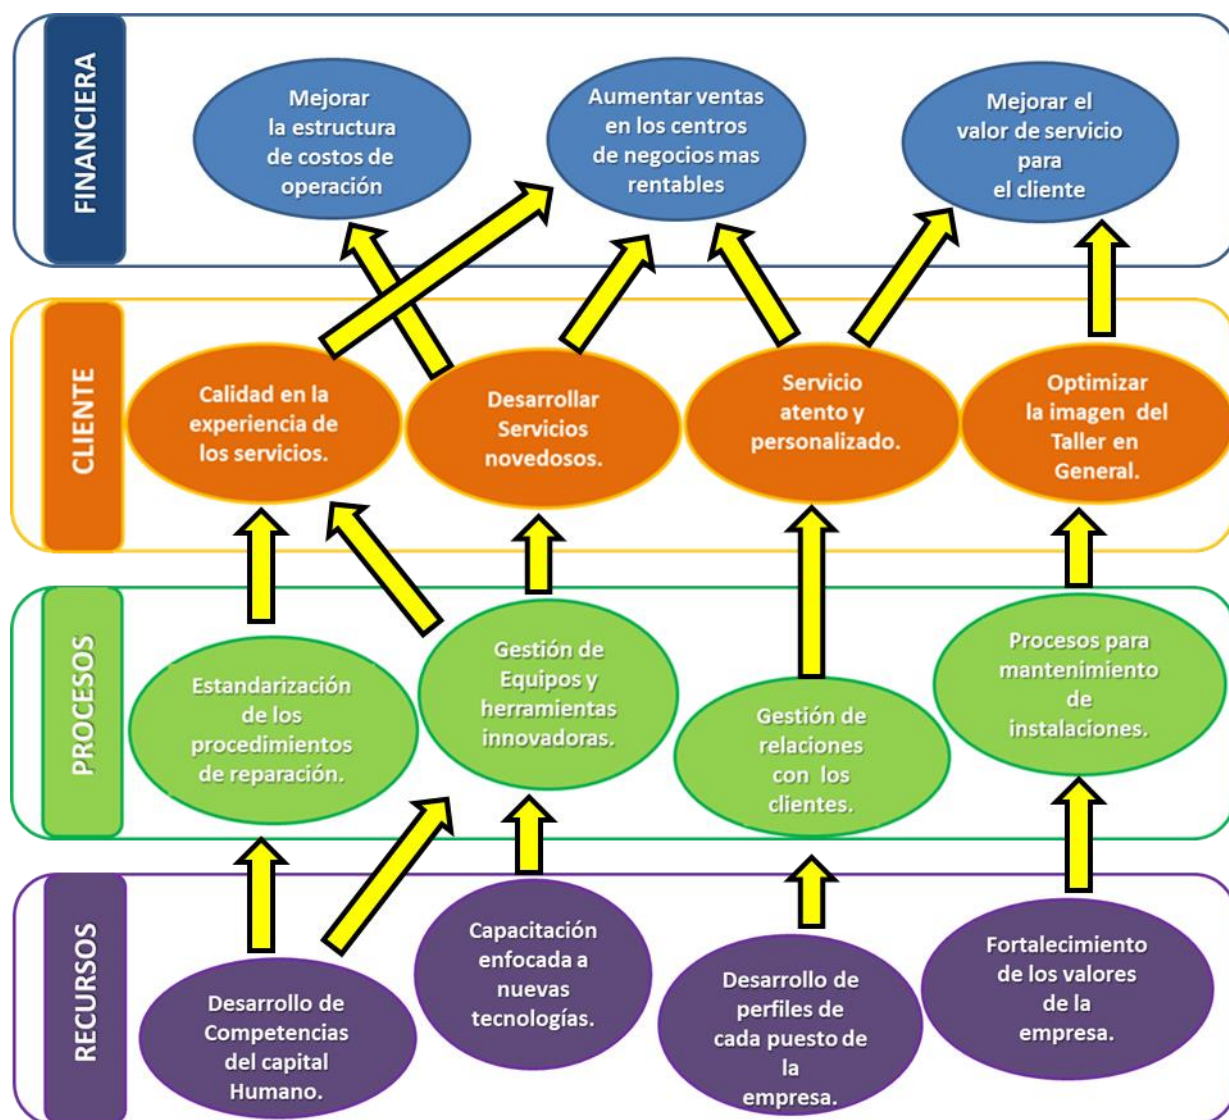 FINANCIERA
Mejorar
la estructura
de costos de
operación
Aumentar ventas
en los centros
de negocios mas
rentables
Mejorar el
valor de servicio
para
el cliente
CLIENTE
Calidad en la
experiencia de
los servicios.
Desarrollar
Servicios
novedosos.
Servicio
atento y
personalizado.
Optimizar
la imagen del
Taller en
General.
PROCESOS
Estandarización
de los
procedimientos
de reparación.
Gestión de
Equipos y
herramientas
innovadoras.
Gestión de
relaciones
con los
clientes.
Procesos para
mantenimiento
de
instalaciones.
RECURSOS
Desarrollo de
Competencias
del capital
Humano.
Capacitación
enfocada a
nuevas
tecnologías.
Desarrollo de
perfiles de
cada puesto de
la
empresa.
Fortalecimiento
de los valores
de la
empresa.